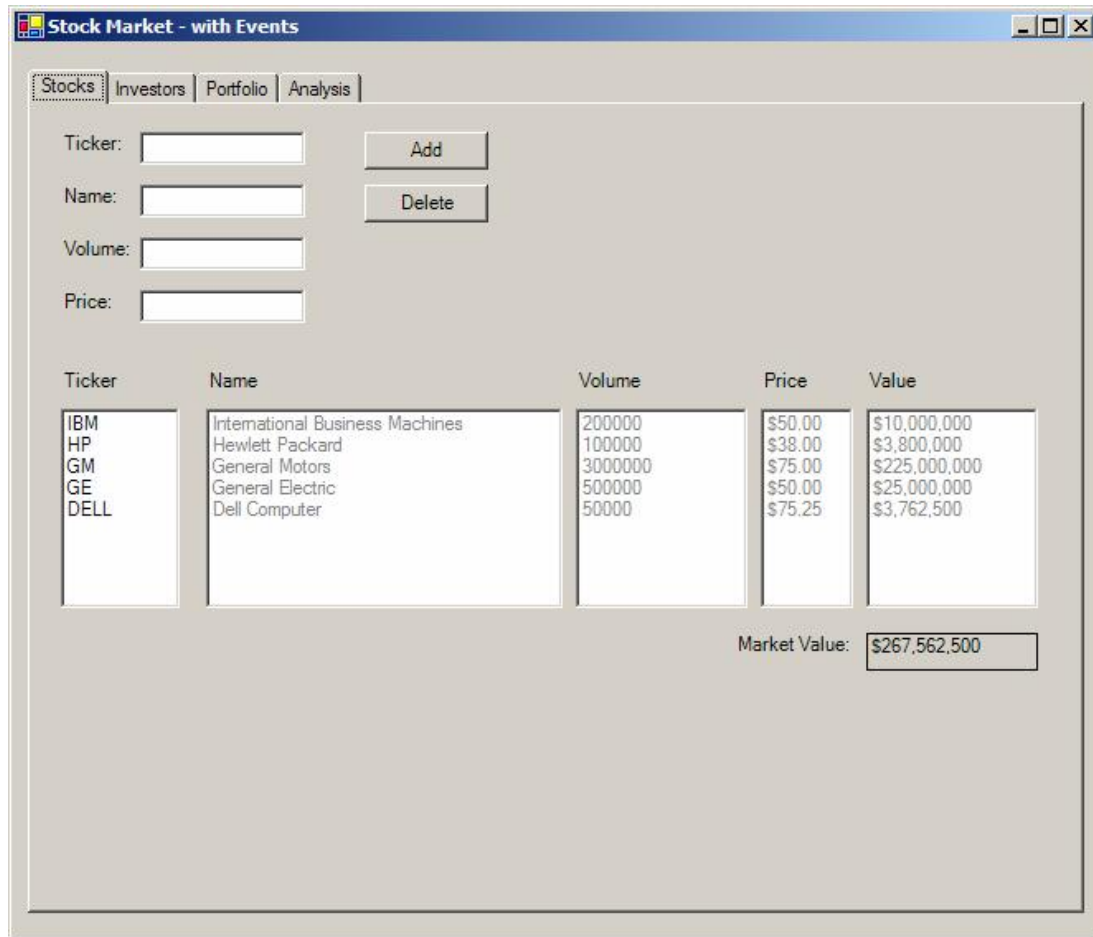 Stock Market - with Events
Stocks Investors Portfolio Analysis
Ticker: Add
Name: Delete
Volume:
Price:
Ticker Name Volume Price Value
IBM International Business Machines 200000 $50.00 $10,000,000
HP Hewlett Packard 100000 $38.00 $3,800,000
GM General Motors 3000000 $75.00 $225,000,000
GE General Electric 500000 $50.00 $25,000,000
DELL Dell Computer 50000 $75.25 $3,762,500
Market Value: $267,562,500